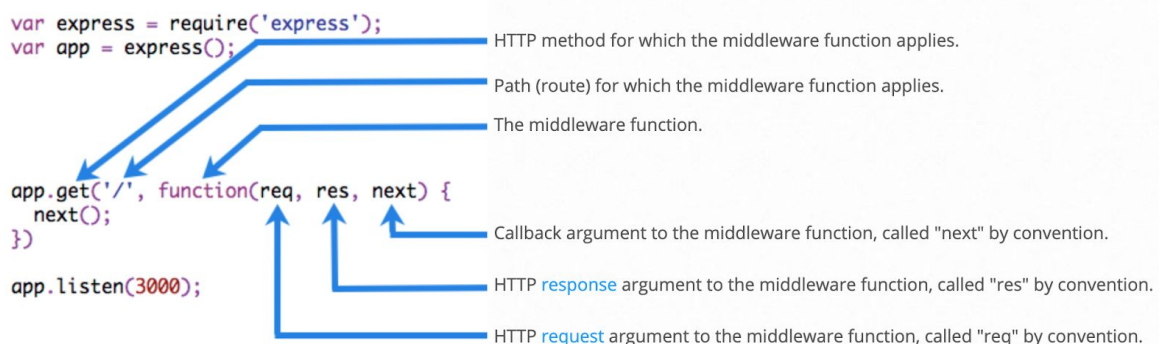 var express = require('express');
var app = express();
HTTP method for which the middleware function applies.
Path (route) for which the middleware function applies.
The middleware function.
app.get('/', function(req, res, next) {
next();
})
Callback argument to the middleware function, called "next" by convention.
app.listen(3000);
HTTP response argument to the middleware function, called "res" by convention.
HTTP request argument to the middleware function, called "req" by convention.